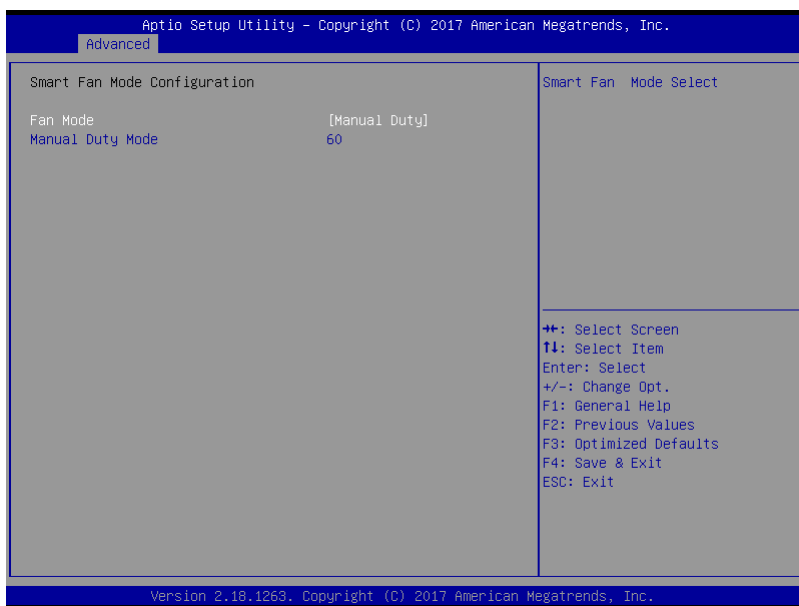 Aptio Setup Utility – Copyright (C) 2017 American Megatrends, Inc.
Advanced
Smart Fan Mode Configuration
Fan Mode [Manual Duty]
Manual Duty Mode 60
Smart Fan Mode Select
→←: Select Screen
↑↓: Select Item
Enter: Select
+/-: Change Opt.
F1: General Help
F2: Previous Values
F3: Optimized Defaults
F4: Save & Exit
ESC: Exit
Version 2.18.1263. Copyright (C) 2017 American Megatrends, Inc.